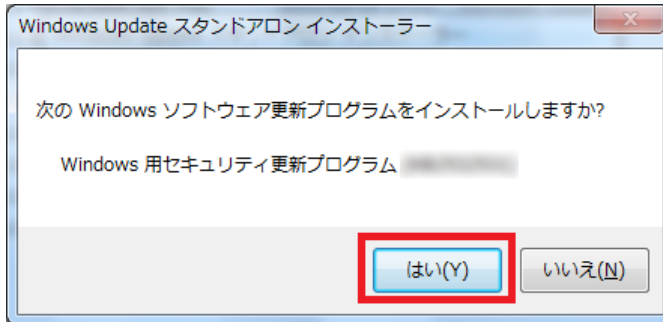 Windows Update スタンドアロン インストーラー
次の Windows ソフトウェア更新プログラムをインストールしますか?
Windows 用セキュリティ更新プログラム
はい(Y)
いいえ(N)